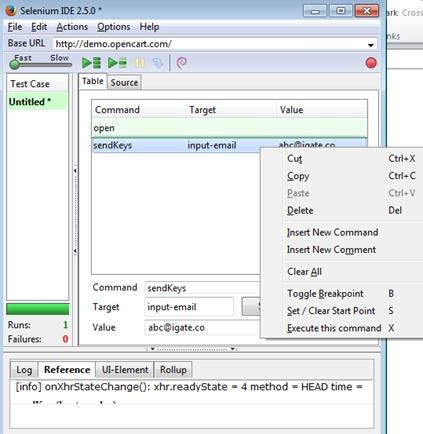 Selenium IDE 2.5.0 *
ark Cross
File Edit Actions Options Help
nks
Base URL http://demo.opencart.com/
Fast Slow
Test Case
Untitled *
Table Source
Command Target Value
open
sendKeys input-email abc@igate.co
Cut Ctrl+X
Copy Ctrl+C
Paste Ctrl+V
Delete Del
Insert New Command
Insert New Comment
Clear All
Toggle Breakpoint B
Set / Clear Start Point S
Execute this command X
Command sendKeys
Target input-email S
Value abc@igate.co
Runs: 1
Failures: 0
Log Reference UI-Element Rollup
[info] onXhrStateChange(): xhr.readyState = 4 method = HEAD time =